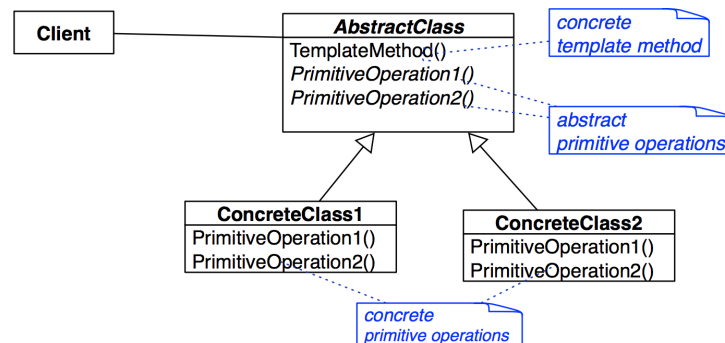 Client
AbstractClass
TemplateMethod()
PrimitiveOperation1()
PrimitiveOperation2()
concrete
template method
abstract
primitive operations
ConcreteClass1
PrimitiveOperation1()
PrimitiveOperation2()
ConcreteClass2
PrimitiveOperation1()
PrimitiveOperation2()
concrete
primitive operations